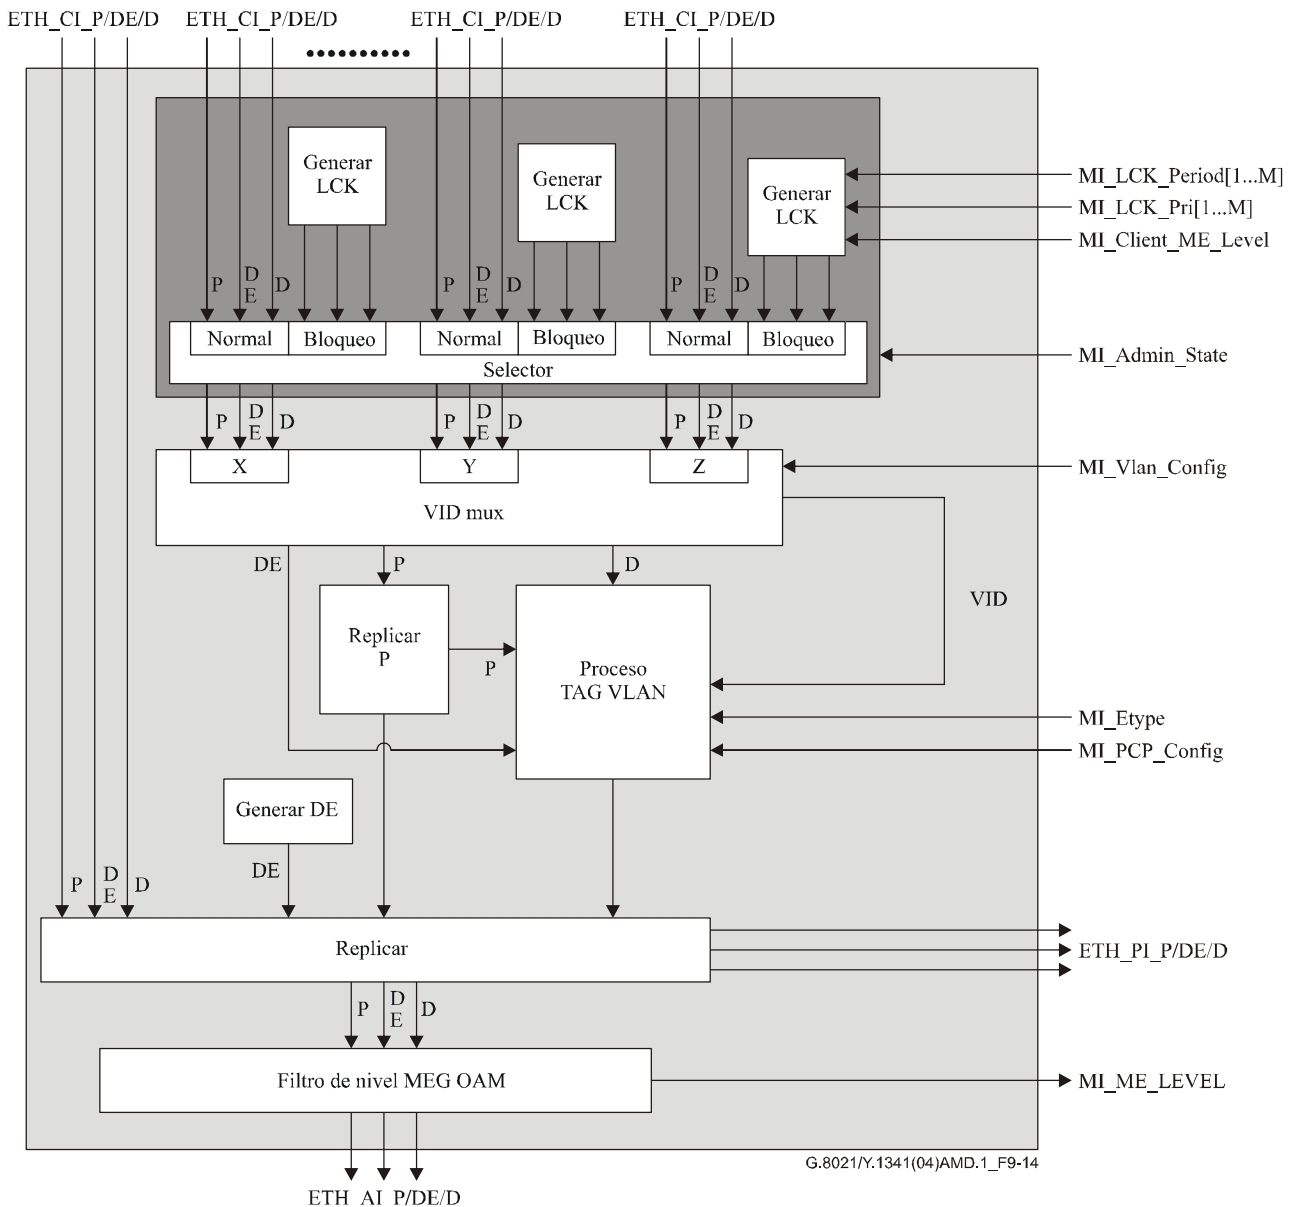 ETH_CI_P/DE/D ETH_CI_P/DE/D ETH_CI_P/DE/D ETH_CI_P/DE/D
Generar
LCK
Generar
LCK
Generar
LCK
MI_LCK_Period[1...M]
MI_LCK_Pri[1...M]
MI_Client_ME_Level
P D
E D P D
E D P D
E D
Normal Bloqueo Normal Bloqueo Normal Bloqueo
Selector
MI_Admin_State
P D
E D P D
E D P D
E D
X Y Z
MI_Vlan_Config
VID mux
DE P D
VID
Replicar
P
P
Proceso
TAG VLAN
MI_Etype
MI_PCP_Config
Generar DE
DE
P D
E D
Replicar
ETH_PI_P/DE/D
P D
E D
Filtro de nivel MEG OAM
MI_ME_LEVEL
G.8021/Y.1341(04)AMD.1_F9-14
ETH_AI_P/DE/D